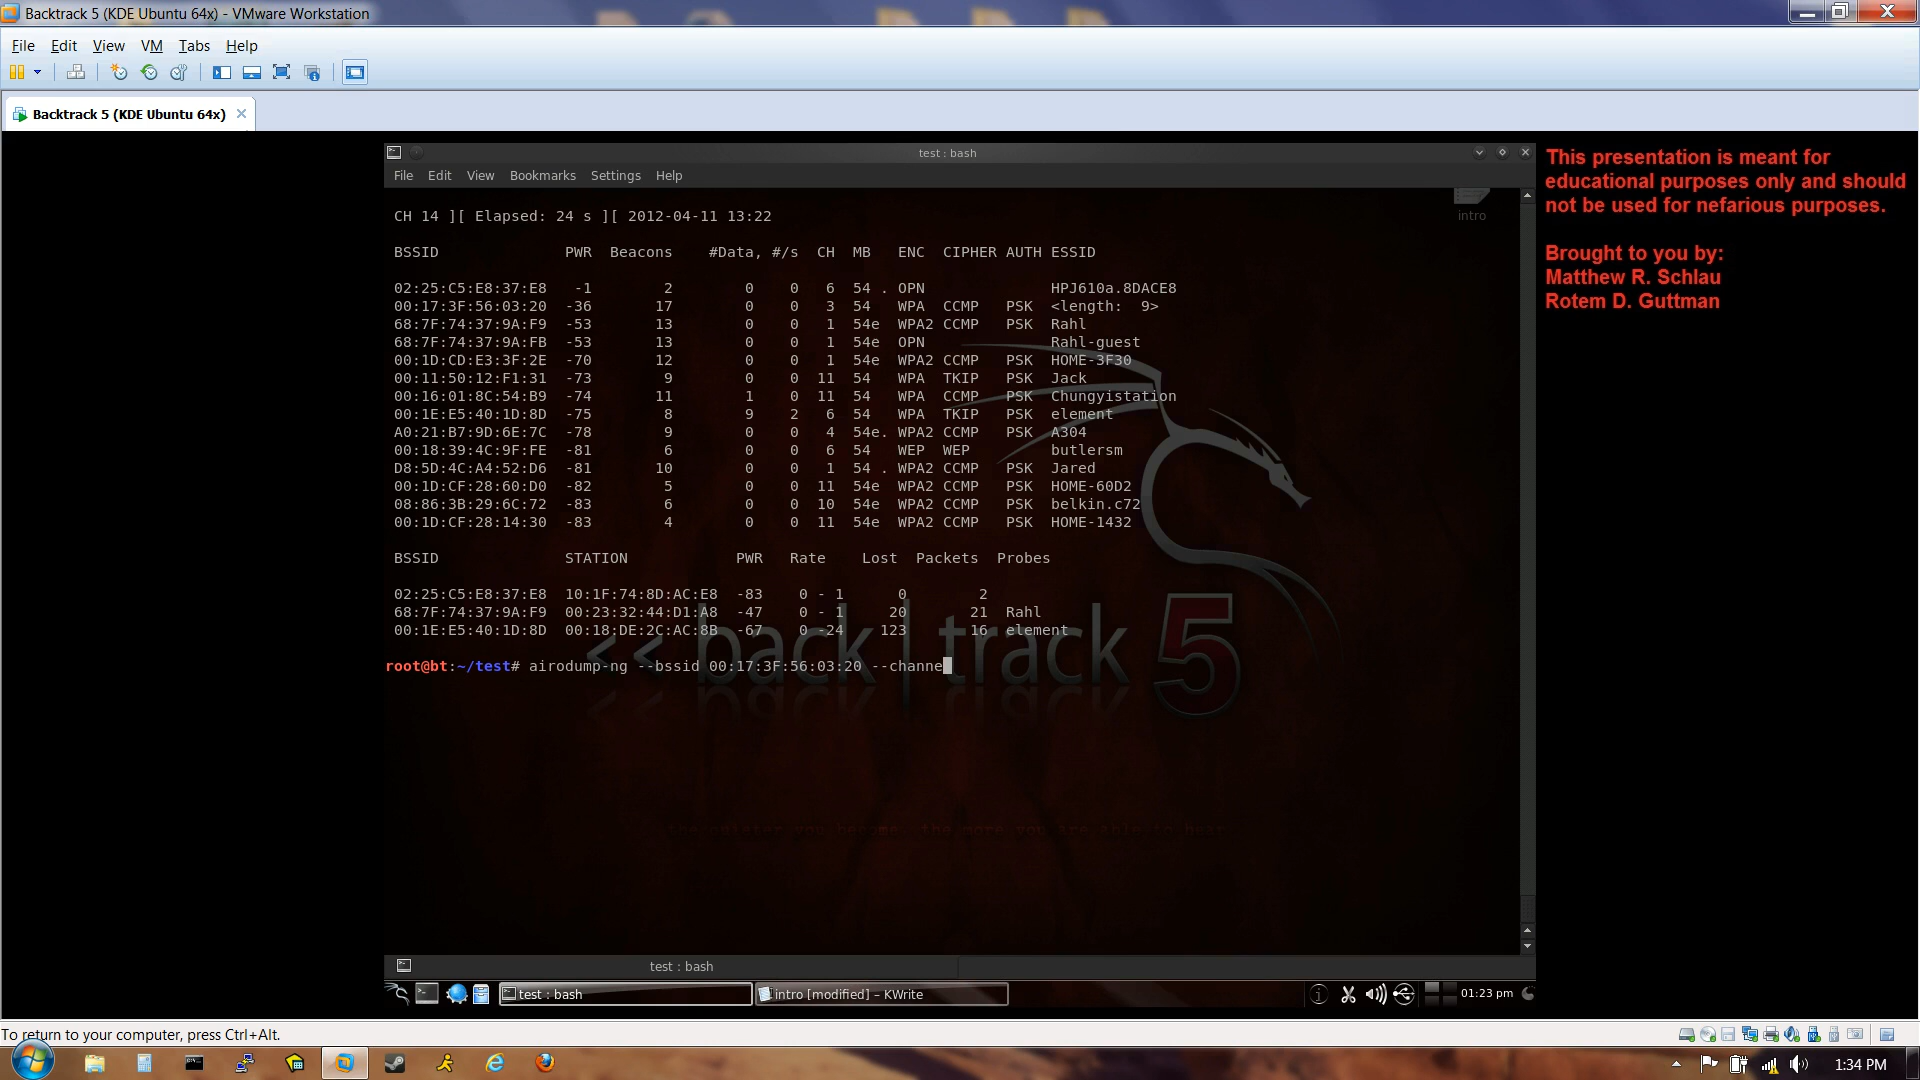 Backtrack 5 (KDE Ubuntu 64x) - VMware Workstation
File Edit View VM Tabs Help
Backtrack 5 (KDE Ubuntu 64x)
test : bash
File Edit View Bookmarks Settings Help
This presentation is meant for
educational purposes only and should
not be used for nefarious purposes.
Brought to you by:
Matthew R. Schlau
Rotem D. Guttman
intro
CH 14 ][ Elapsed: 24 s ][ 2012-04-11 13:22
BSSID PWR Beacons #Data, #/s CH MB ENC CIPHER AUTH ESSID
02:25:C5:E8:37:E8 -1 2 0 0 6 54 . OPN HPJ610a.8DACE8
00:17:3F:56:03:20 -36 17 0 0 3 54 WPA CCMP PSK <length: 9>
68:7F:74:37:9A:F9 -53 13 0 0 1 54e WPA2 CCMP PSK Rahl
68:7F:74:37:9A:FB -53 13 0 0 1 54e OPN Rahl-guest
00:1D:CD:E3:3F:2E -70 12 0 0 1 54e WPA2 CCMP PSK HOME-3F30
00:11:50:12:F1:31 -73 9 0 0 11 54 WPA TKIP PSK Jack
00:16:01:8C:54:B9 -74 11 1 0 11 54 WPA CCMP PSK Chungyistation
00:1E:E5:40:1D:8D -75 8 9 2 6 54 WPA TKIP PSK element
A0:21:B7:9D:6E:7C -78 9 0 0 4 54e. WPA2 CCMP PSK A304
00:18:39:4C:9F:FE -81 6 0 0 6 54 WEP WEP butlersm
D8:5D:4C:A4:52:D6 -81 10 0 0 1 54 . WPA2 CCMP PSK Jared
00:1D:CF:28:60:D0 -82 5 0 0 11 54e WPA2 CCMP PSK HOME-60D2
08:86:3B:29:6C:72 -83 6 0 0 10 54e WPA2 CCMP PSK belkin.c72
00:1D:CF:28:14:30 -83 4 0 0 11 54e WPA2 CCMP PSK HOME-1432
BSSID STATION PWR Rate Lost Packets Probes
02:25:C5:E8:37:E8 10:1F:74:8D:AC:E8 -83 0 - 1 0 2
68:7F:74:37:9A:F9 00:23:32:44:D1:A8 -47 0 - 1 20 21 Rahl
00:1E:E5:40:1D:8D 00:18:DE:2C:AC:8B -67 0 -24 123 16 element
root@bt:~/test# airodump-ng --bssid 00:17:3F:56:03:20 --channe
<< back | track 5
the quieter you become, the more you are able to hear
test : bash
test : bash
intro [modified] – KWrite
01:23 pm
To return to your computer, press Ctrl+Alt.
1:34 PM